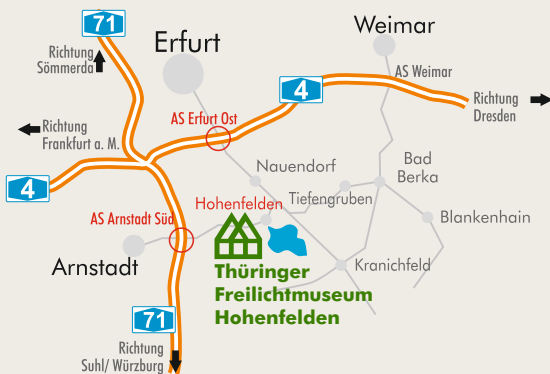 71
Richtung
Sömmerda
Erfurt
Weimar
AS Weimar
4
Richtung
Dresden
AS Erfurt Ost
Richtung
Frankfurt a. M.
4
Nauendorf
Bad
Berka
Tiefengruben
Hohenfelden
AS Arnstadt Süd
Blankenhain
Arnstadt
Kranichfeld
Thüringer
Freilichtmuseum
Hohenfelden
71
Richtung
Suhl/ Würzburg